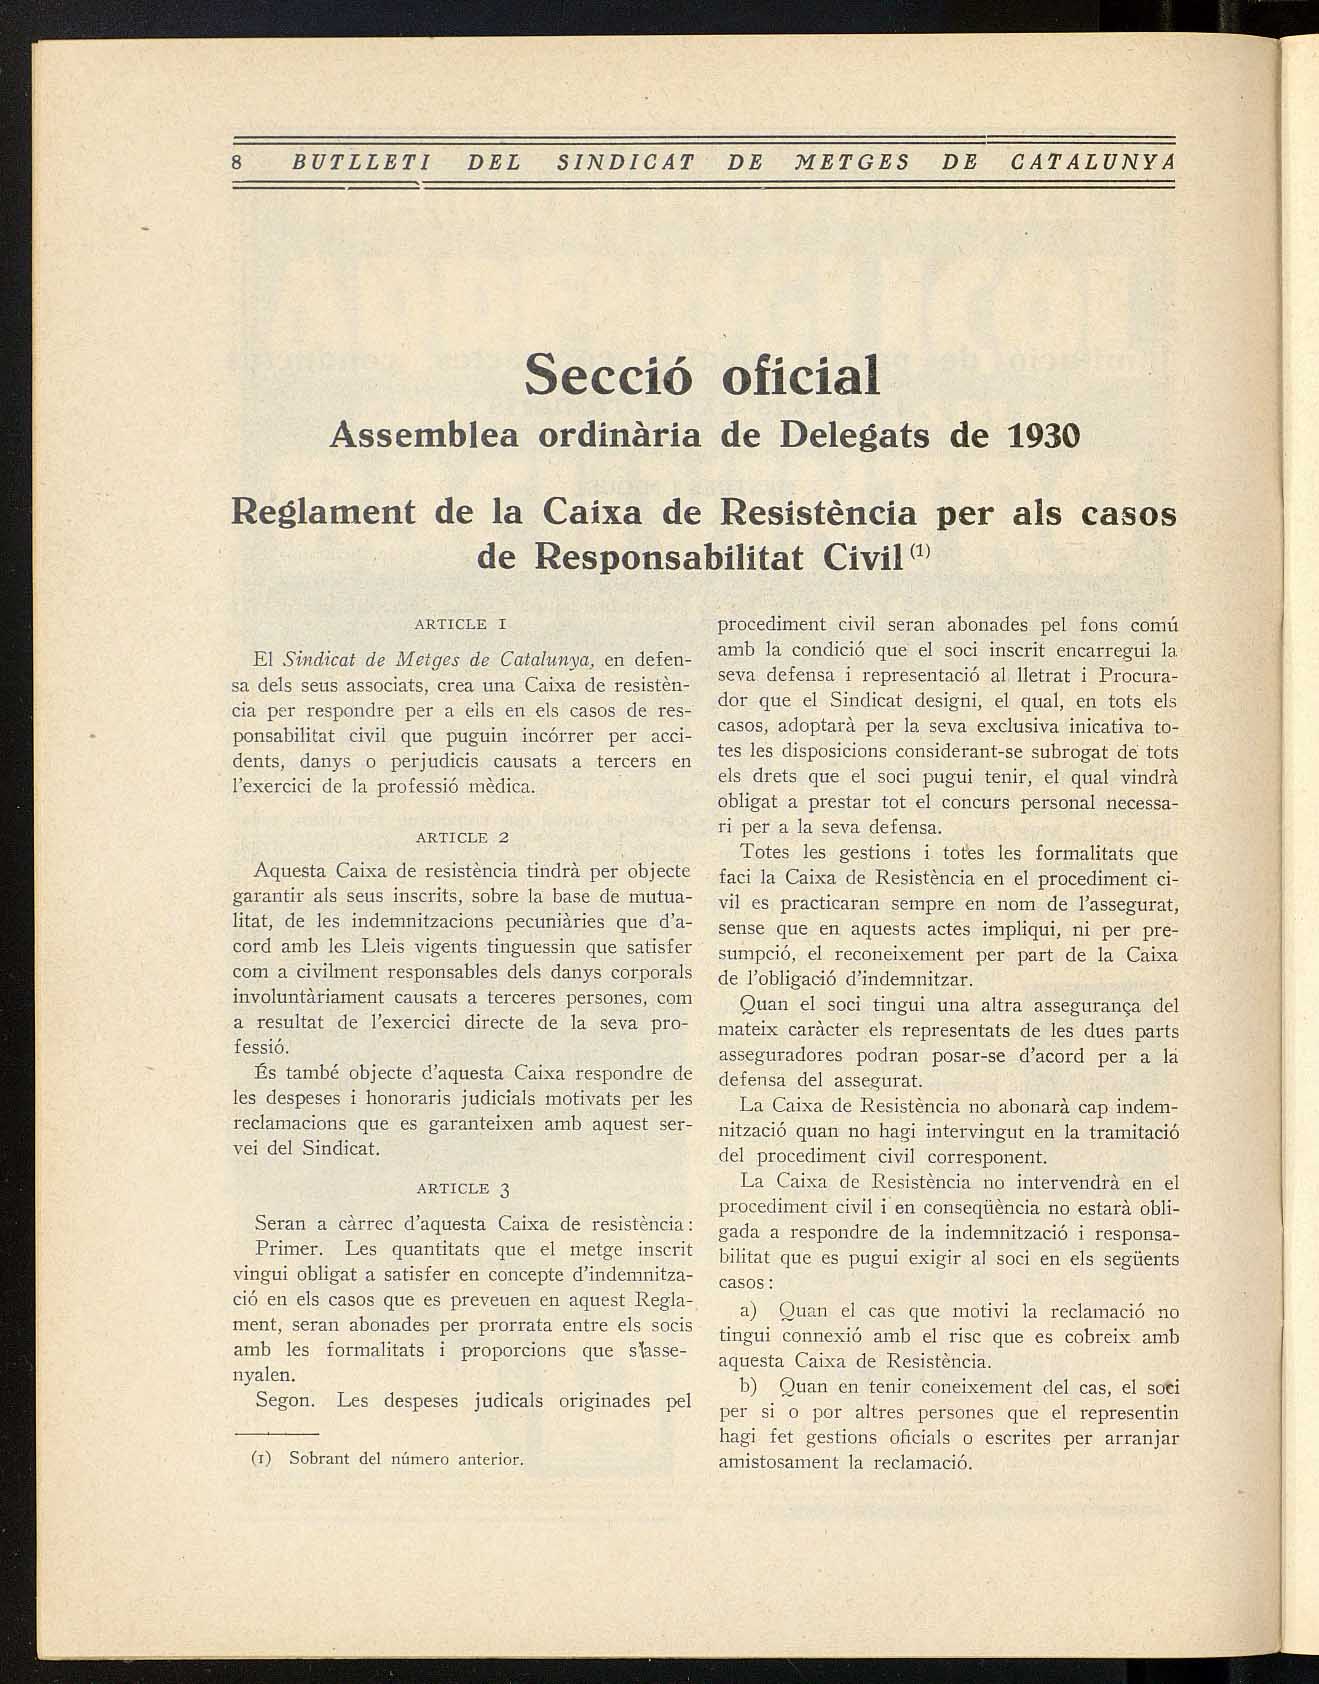 8 BUTLLETI DEL SINDICAT DE METGES DE CATALUNYA
Secció oficial
Assemblea ordinària de Delegats de 1930
Reglament de la Caixa de Resistència per als casos
de Responsabilitat Civil (1)
ARTICLE 1
El Sindicat de Metges de Catalunya, en defen-
sa dels seus associats, crea una Caixa de resistèn-
cia per respondre per a ells en els casos de res-
ponsabilitat civil que puguin incórrer per acci-
dents, danys o perjudicis causats a tercers en
l'exercici de la professió mèdica.
ARTICLE 2
Aquesta Caixa de resistència tindrà per objecte
garantir als seus inscrits, sobre la base de mutua-
litat, de les indemnitzacions pecuniàries que d'a-
cord amb les Lleis vigents tinguessin que satisfer
com a civilment responsables dels danys corporals
involuntàriament causats a terceres persones, com
a resultat de l'exercici directe de la seva pro-
fessió.
És també objecte d'aquesta Caixa respondre de
les despeses i honoraris judicials motivats per les
reclamacions que es garanteixen amb aquest ser-
vei del Sindicat.
ARTICLE 3
Seran a càrrec d'aquesta Caixa de resistència:
Primer. Les quantitats que el metge inscrit
vingui obligat a satisfer en concepte d'indemnitza-
ció en els casos que es preveuen en aquest Regla-
ment, seran abonades per prorrata entre els socis
amb les formalitats i proporcions que s'asse-
nyalen.
Segon. Les despeses judicals originades pel
(1) Sobrant del número anterior.
procediment civil seran abonades pel fons comú
amb la condició que el soci inscrit encarregui la
seva defensa i representació al lletrat i Procura-
dor que el Sindicat designi, el qual, en tots els
casos, adoptarà per la seva exclusiva inicativa to-
tes les disposicions considerant-se subrogat de tots
els drets que el soci pugui tenir, el qual vindrà
obligat a prestar tot el concurs personal necessa-
ri per a la seva defensa.
Totes les gestions i totes les formalitats que
faci la Caixa de Resistència en el procediment ci-
vil es practicaran sempre en nom de l'assegurat,
sense que en aquests actes impliqui, ni per pre-
sumpció, el reconeixement per part de la Caixa
de l'obligació d'indemnitzar.
Quan el soci tingui una altra assegurança del
mateix caràcter els representats de les dues parts
asseguradores podran posar-se d'acord per a la
defensa del assegurat.
La Caixa de Resistència no abonarà cap indem-
nització quan no hagi intervingut en la tramitació
del procediment civil corresponent.
La Caixa de Resistència no intervendrà en el
procediment civil i en conseqüència no estarà obli-
gada a respondre de la indemnització i responsa-
bilitat que es pugui exigir al soci en els següents
casos:
a) Quan el cas que motivi la reclamació no
tingui connexió amb el risc que es cobreix amb
aquesta Caixa de Resistència.
b) Quan en tenir coneixement del cas, el soci
per si o por altres persones que el representin
hagi fet gestions oficials o escrites per arranjar
amistosament la reclamació.